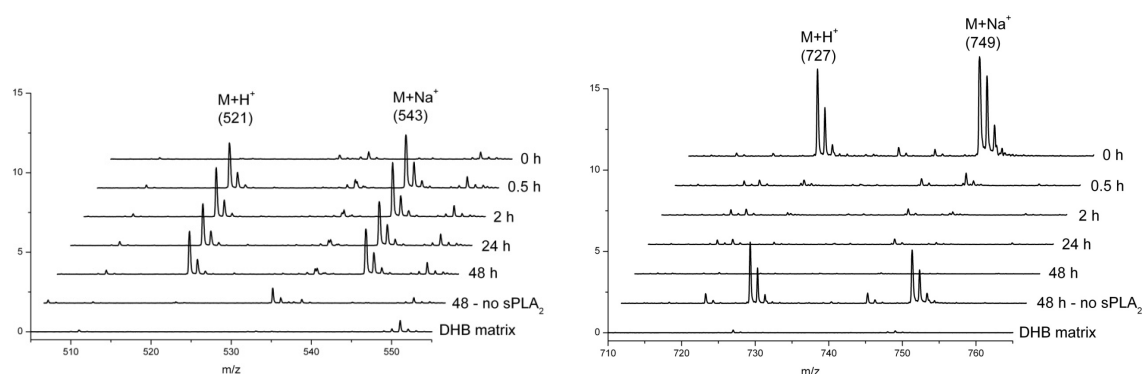 M+H⁺
(521)
M+Na⁺
(543)
15
10
5
0
0 h
0.5 h
2 h
24 h
48 h
48 - no sPLA₂
DHB matrix
510
520
530
540
550
m/z
M+H⁺
(727)
M+Na⁺
(749)
15
10
5
0
0 h
0.5 h
2 h
24 h
48 h
48 h - no sPLA₂
DHB matrix
710
720
730
740
750
760
m/z